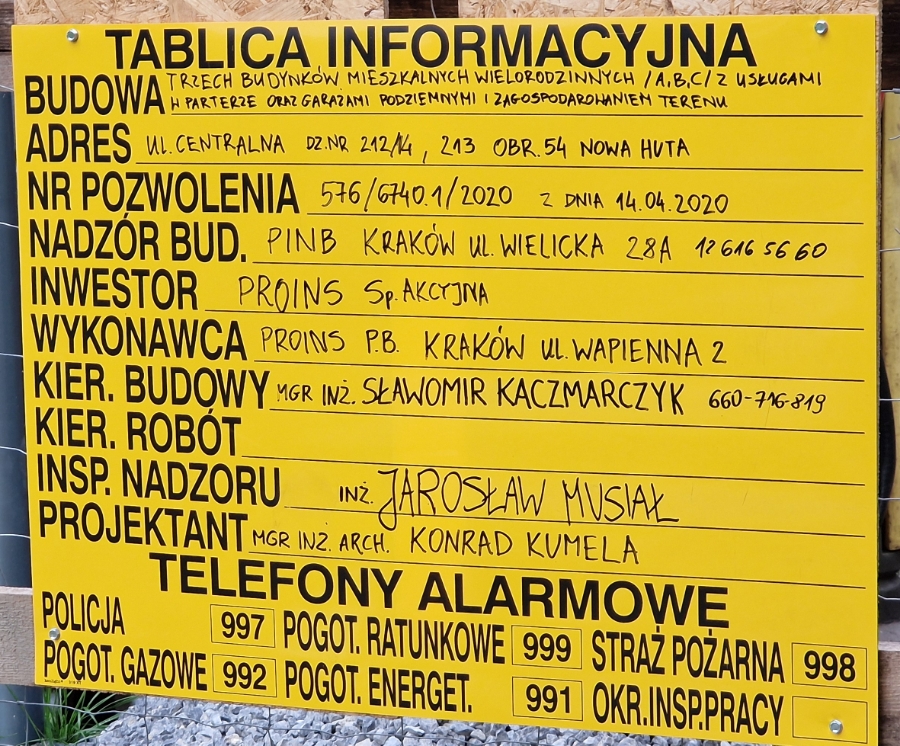 TABLICA INFORMACYJNA
BUDOWA TRZECH BUDYNKÓW MIESZKALNYCH WIELORODZINNYCH /A,B,C/ Z USŁUGAMI
W PARTERZE ORAZ GARAŻAMI PODZIEMNYMI I ZAGOSPODAROWANIEM TERENU
ADRES UL. CENTRALNA DZ.NR 212/14, 213 OBR.54 NOWA HUTA
NR POZWOLENIA 576/6740.1/2020 Z DNIA 14.04.2020
NADZÓR BUD. PINB KRAKÓW UL. WIELICKA 28A 12 616 56 60
INWESTOR PROINS Sp. AKCYJNA
WYKONAWCA PROINS P.B. KRAKÓW UL. WAPIENNA 2
KIER. BUDOWY MGR INŻ. SŁAWOMIR KACZMARCZYK 660-716-819
KIER. ROBÓT
INSP. NADZORU INŻ. JAROSŁAW MUSIAŁ
PROJEKTANT MGR INŻ. ARCH. KONRAD KUMELA
TELEFONY ALARMOWE
POLICJA 997 POGOT. RATUNKOWE 999 STRAŻ POŻARNA 998
POGOT. GAZOWE 992 POGOT. ENERGET. 991 OKR.INSP.PRACY